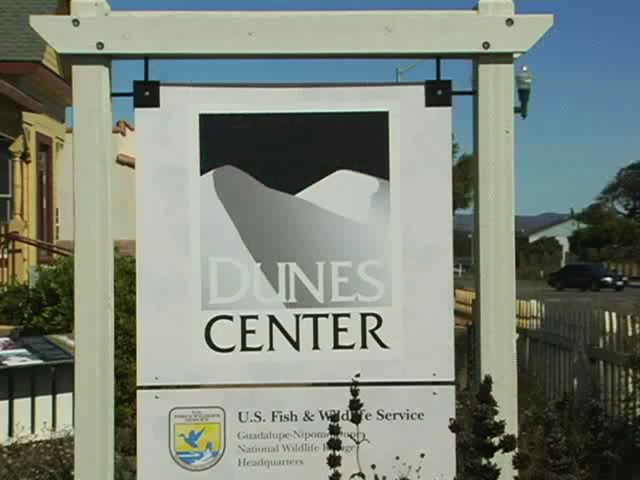 DUNES
CENTER
U.S. Fish & Wildlife Service
Guadalupe-Nipomo Dunes
National Wildlife Refuge
Headquarters